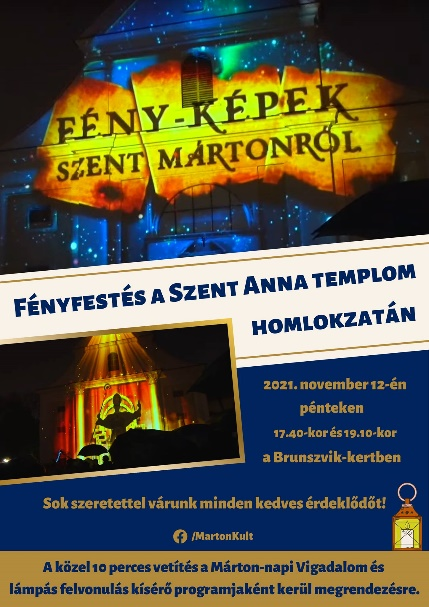 FÉNY-KÉPEK
SZENT MÁRTONRÓL
FÉNYFESTÉS A SZENT ANNA TEMPLOM
HOMLOKZATÁN
2021. november 12-én
pénteken
17.40-kor és 19.10-kor
a Brunszvik-kertben
Sok szeretettel várunk minden kedves érdeklődőt!
/MartonKult
A közel 10 perces vetítés a Márton-napi Vigadalom és
lámpás felvonulás kísérő programjaként kerül megrendezésre.